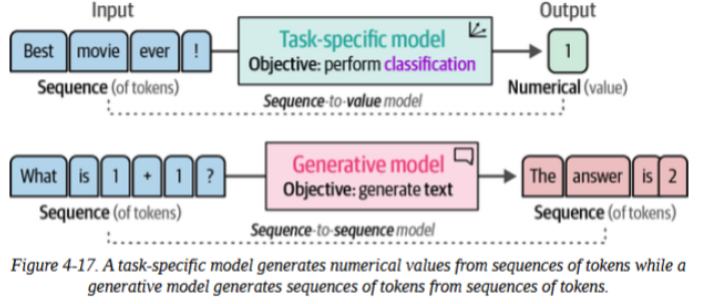 Input
Output
Best movie ever !
Task-specific model
Objective: perform classification
1
Sequence (of tokens)
Numerical (value)
Sequence-to-value model
What is 1 + 1 ?
Generative model
Objective: generate text
The answer is 2
Sequence (of tokens)
Sequence (of tokens)
Sequence-to-sequence model
Figure 4-17. A task-specific model generates numerical values from sequences of tokens while a
generative model generates sequences of tokens from sequences of tokens.